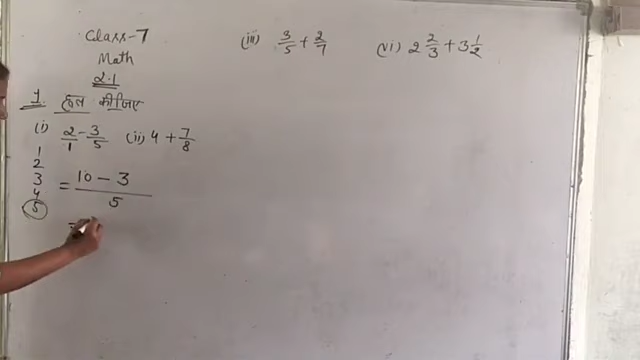 Class-7
Math
2.1
1. हल कीजिए
(i) 2/1 - 3/5 (ii) 4 + 7/8
(iii) 3/5 + 2/7
(vi) 2 2/3 + 3 1/2
1
2
3
4
5
= 10 - 3 / 5
=